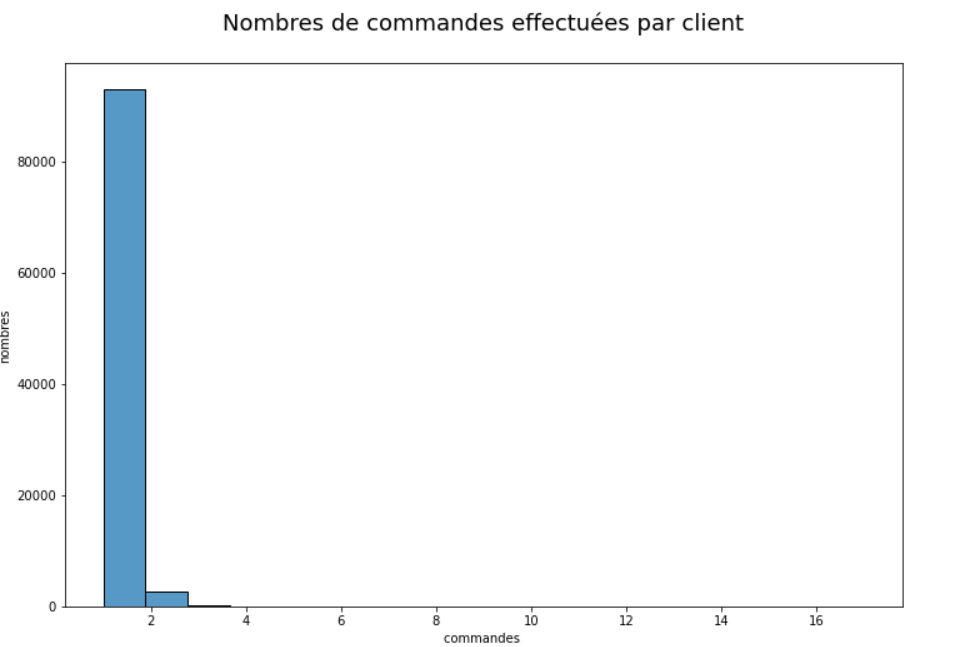 Nombres de commandes effectuées par client
80000
60000
40000
20000
0
nombres
2 4 6 8 10 12 14 16
commandes